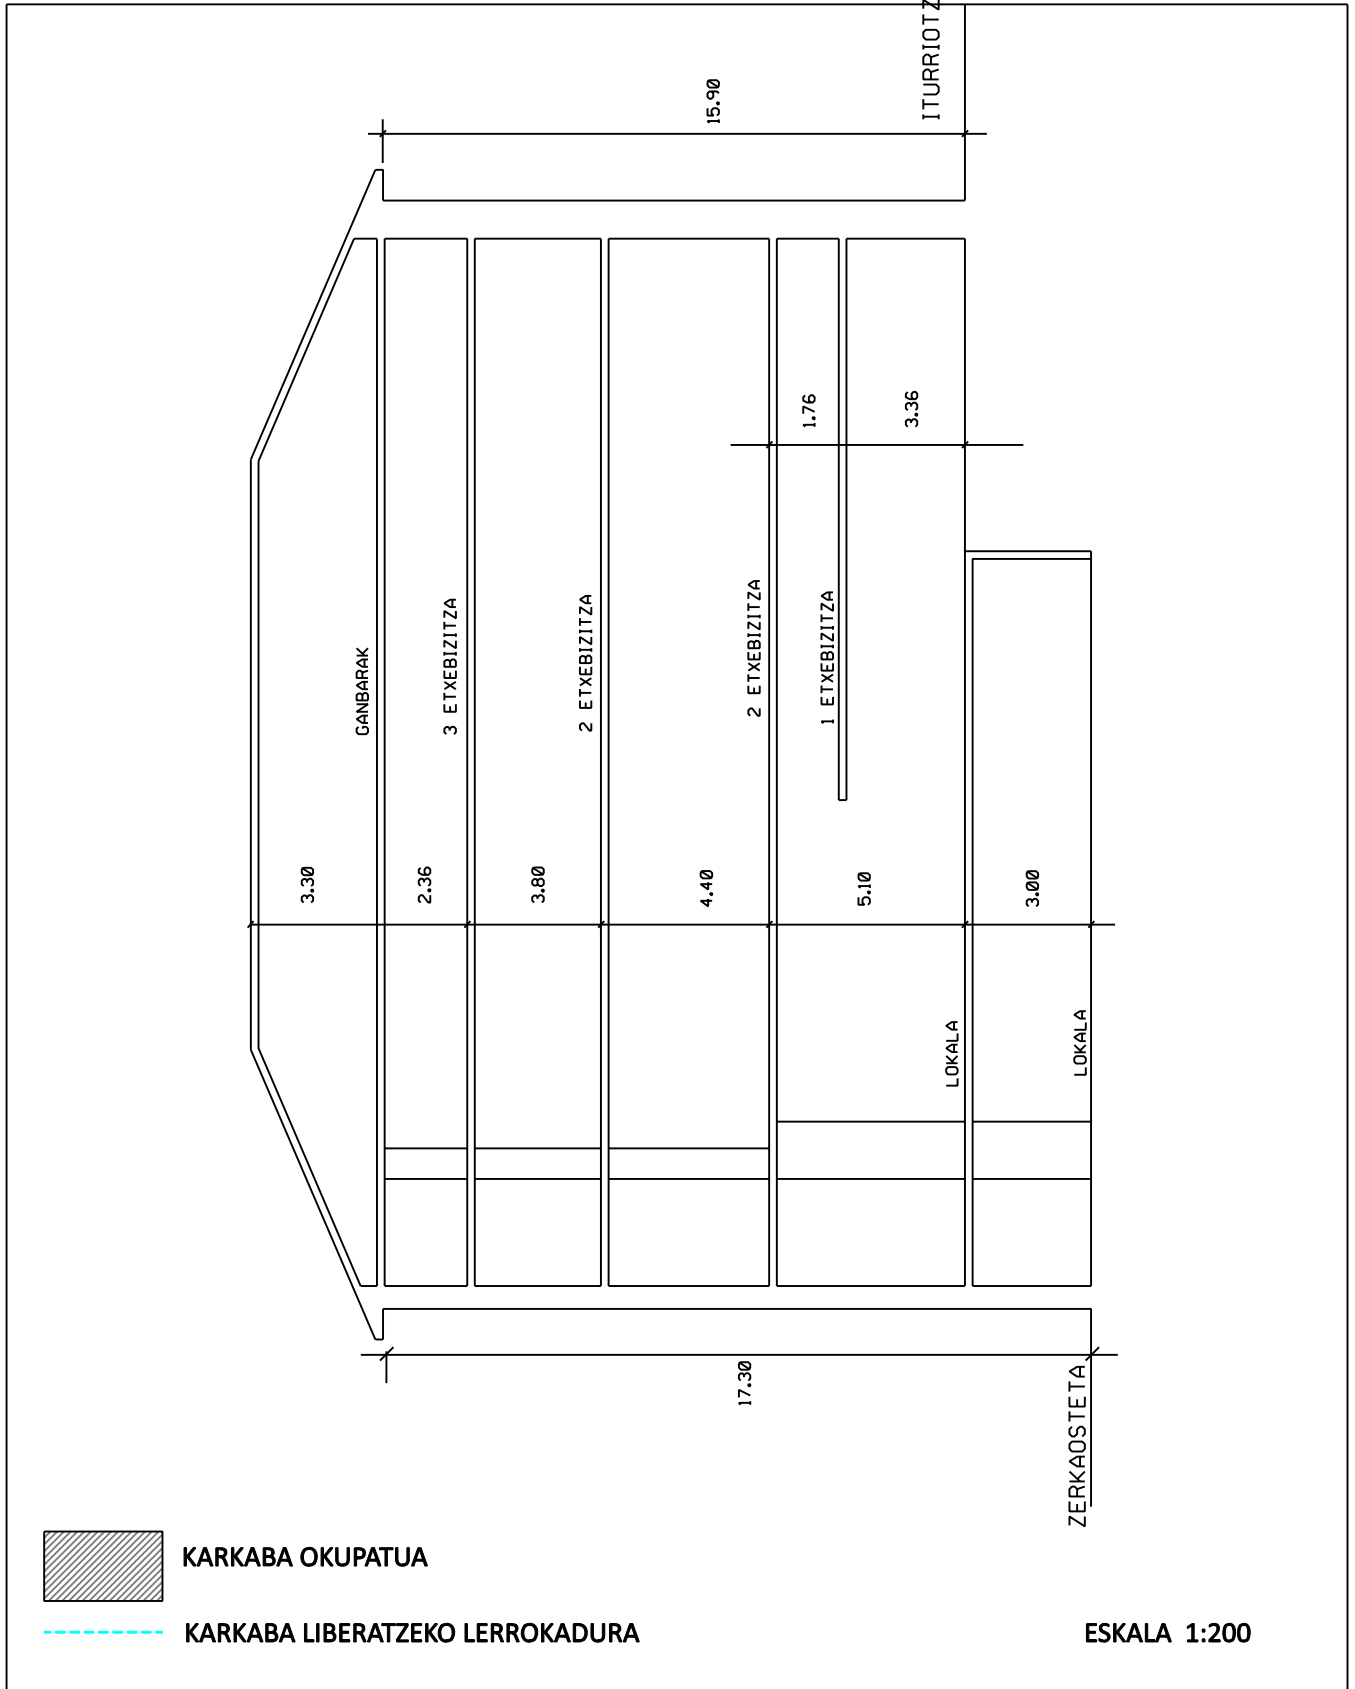 ITURRIOTZ
15.90
1.76
3.36
GANBARAK
3 ETXEBIZITZA
2 ETXEBIZITZA
2 ETXEBIZITZA
1 ETXEBIZITZA
3.30
2.36
3.80
4.40
5.10
3.00
LOKALA
LOKALA
17.30
ZERKAOSTETA
KARKABA OKUPATUA
KARKABA LIBERATZEKO LERROKADURA
ESKALA 1:200